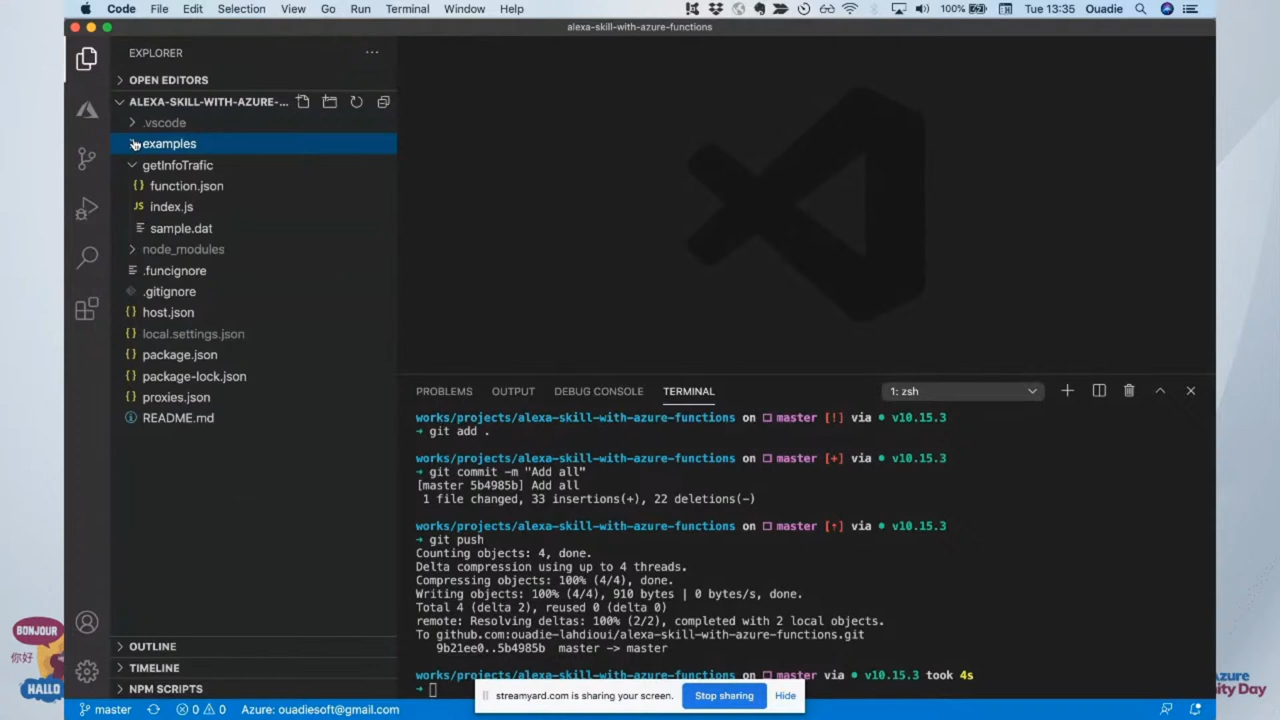 Code File Edit Selection View Go Run Terminal Window Help 100% Tue 13:35 Ouadie
alexa-skill-with-azure-functions
EXPLORER ...
OPEN EDITORS
ALEXA-SKILL-WITH-AZURE-...
.vscode
examples
getInfoTrafic
{} function.json
JS index.js
sample.dat
node_modules
.funcignore
.gitignore
{} host.json
{} local.settings.json
{} package.json
{} package-lock.json
{} proxies.json
README.md
OUTLINE
TIMELINE
NPM SCRIPTS
PROBLEMS OUTPUT DEBUG CONSOLE TERMINAL 1: zsh
works/projects/alexa-skill-with-azure-functions on master [!] via ● v10.15.3
➜ git add .
works/projects/alexa-skill-with-azure-functions on master [+] via ● v10.15.3
➜ git commit -m "Add all"
[master 5b4985b] Add all
1 file changed, 33 insertions(+), 22 deletions(-)
works/projects/alexa-skill-with-azure-functions on master [↑] via ● v10.15.3
➜ git push
Counting objects: 4, done.
Delta compression using up to 4 threads.
Compressing objects: 100% (4/4), done.
Writing objects: 100% (4/4), 910 bytes | 0 bytes/s, done.
Total 4 (delta 2), reused 0 (delta 0)
remote: Resolving deltas: 100% (2/2), completed with 2 local objects.
To github.com:ouadie-lahdioui/alexa-skill-with-azure-functions.git
9b21ee0..5b4985b master -> master
works/projects/alexa-skill-with-azure-functions on master via ● v10.15.3 took 4s
➜
streamyard.com is sharing your screen. Stop sharing Hide
master 0 0 Azure: ouadiesoft@gmail.com
BONJOUR
你好
HALLO
Azure
nity Day